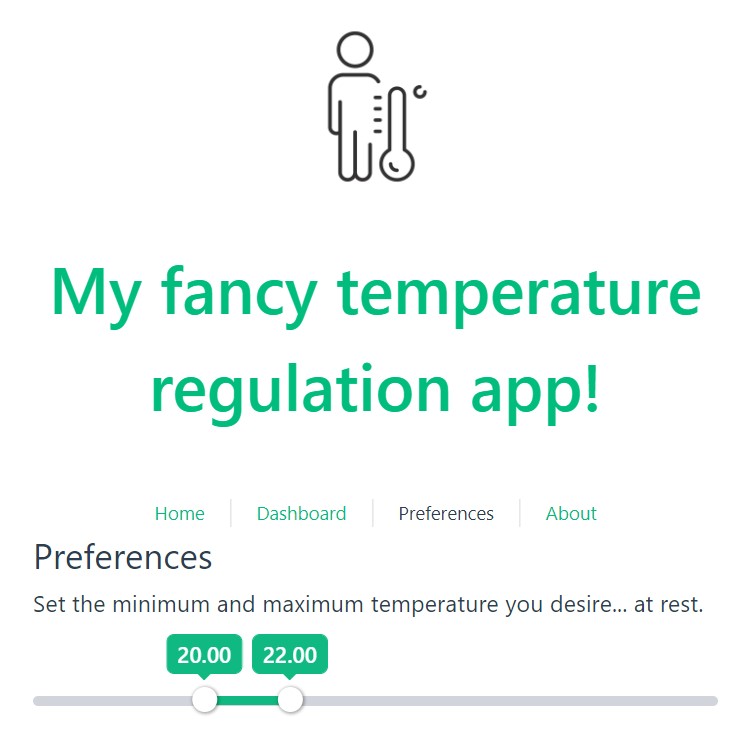 My fancy temperature
regulation app!
Home
Dashboard
Preferences
About
Preferences
Set the minimum and maximum temperature you desire... at rest.
20.00
22.00